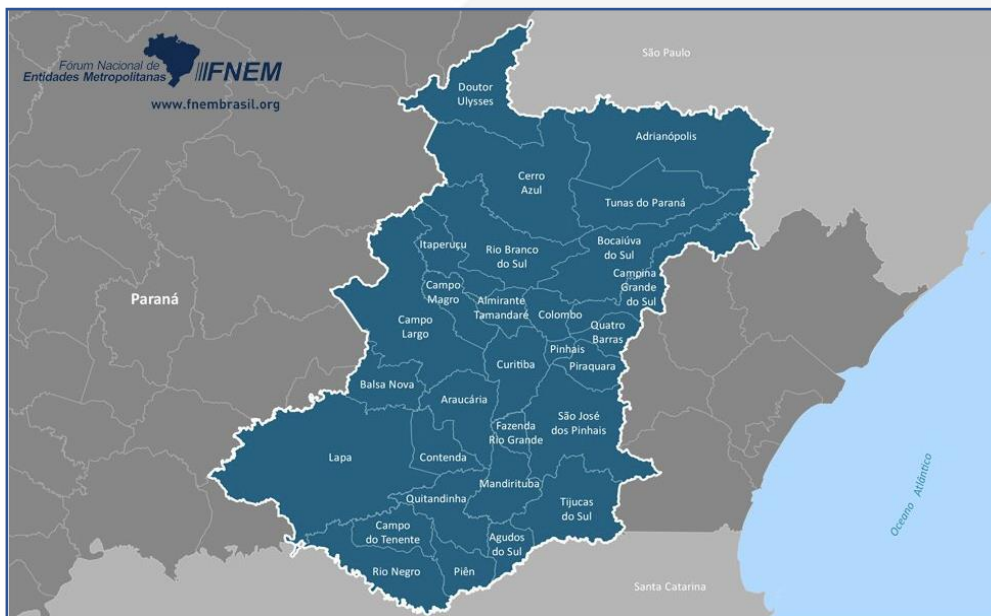 Fórum Nacional de
Entidades Metropolitanas
FNEM
www.fnembrasil.org
São Paulo
Doutor
Ulysses
Adrianópolis
Cerro
Azul
Tunas do Paraná
Itaperuçu
Rio Branco
do Sul
Bocaiúva
do Sul
Campina
Grande
do Sul
Paraná
Campo
Magro
Almirante
Tamandaré
Colombo
Campo
Largo
Quatro
Barras
Pinhais
Curitiba
Piraquara
Balsa Nova
Araucária
São José
dos Pinhais
Fazenda
Rio Grande
Lapa
Contenda
Mandirituba
Quitandinha
Tijucas
do Sul
Campo
do Tenente
Agudos
do Sul
Rio Negro
Piên
Oceano Atlântico
Santa Catarina